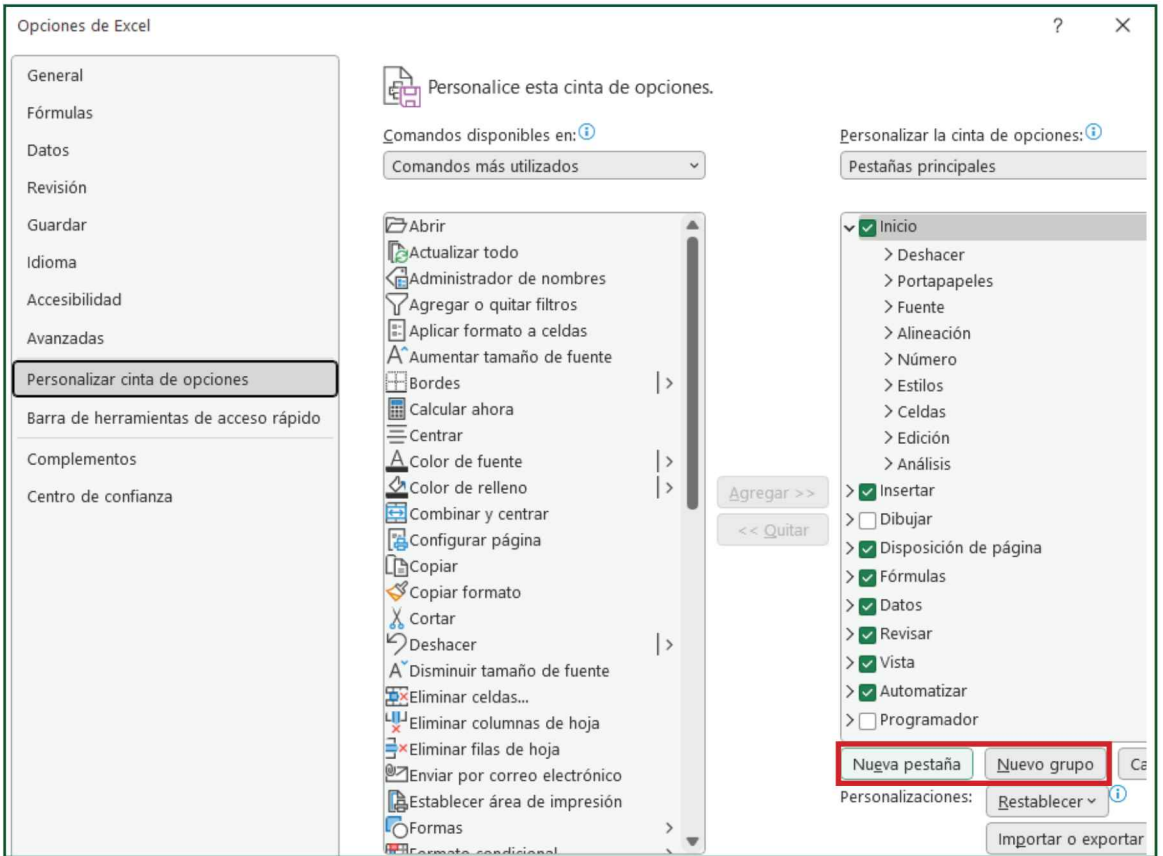 Opciones de Excel
?
General
Fórmulas
Datos
Revisión
Guardar
Idioma
Accesibilidad
Avanzadas
Personalizar cinta de opciones
Barra de herramientas de acceso rápido
Complementos
Centro de confianza
Personalice esta cinta de opciones.
Comandos disponibles en:
Comandos más utilizados
Abrir
Actualizar todo
Administrador de nombres
Agregar o quitar filtros
Aplicar formato a celdas
Aumentar tamaño de fuente
Bordes
Calcular ahora
Centrar
Color de fuente
Color de relleno
Combinar y centrar
Configurar página
Copiar
Copiar formato
Cortar
Deshacer
Disminuir tamaño de fuente
Eliminar celdas...
Eliminar columnas de hoja
Eliminar filas de hoja
Enviar por correo electrónico
Establecer área de impresión
Formas
Formato condicional
Agregar >>
<< Quitar
Personalizar la cinta de opciones:
Pestañas principales
Inicio
Deshacer
Portapapeles
Fuente
Alineación
Número
Estilos
Celdas
Edición
Análisis
Insertar
Dibujar
Disposición de página
Fórmulas
Datos
Revisar
Vista
Automatizar
Programador
Nueva pestaña
Nuevo grupo
Ca
Personalizaciones:
Restablecer
Importar o exportar